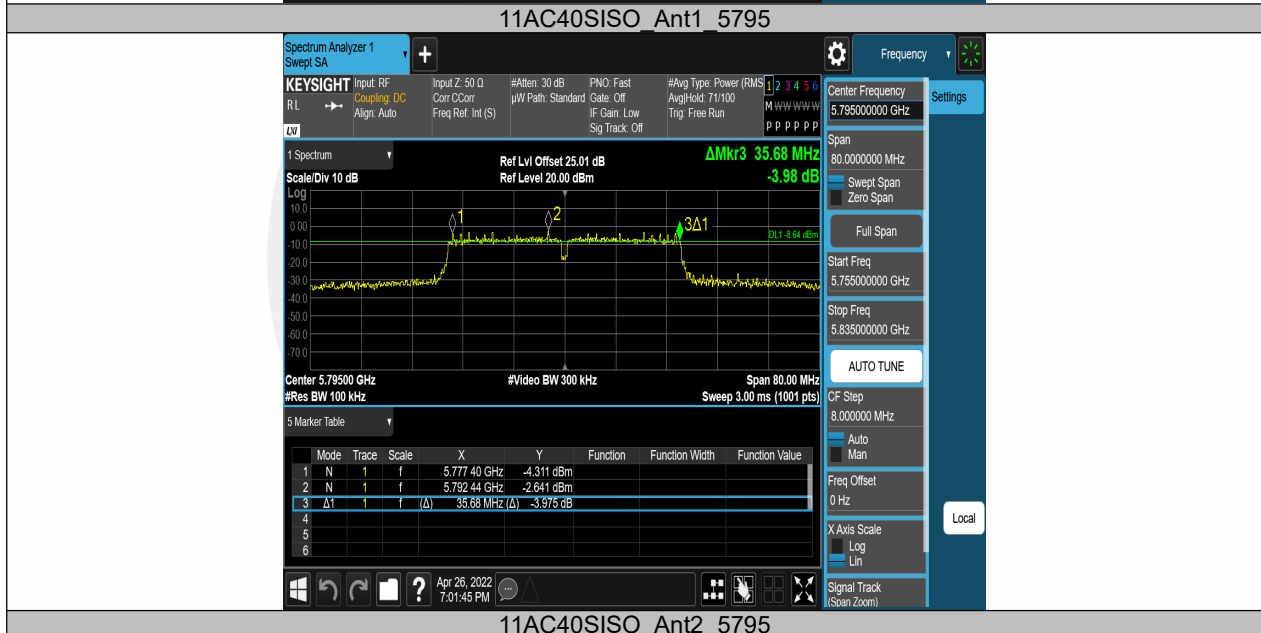 11AC40SISO_Ant1_5795
Spectrum Analyzer 1
Swept SA
+
Frequency
KEYSIGHT
RL
LXI
Input: RF
Coupling: DC
Align: Auto
Input Z: 50 Ω
Corr CCorr
Freq Ref: Int (S)
#Atten: 30 dB
µW Path: Standard
PNO: Fast
Gate: Off
IF Gain: Low
Sig Track: Off
#Avg Type: Power (RMS
Avg|Hold: 71/100
Trig: Free Run
1 2 3 4 5 6
M W W W W W
P P P P P P
1 Spectrum
Scale/Div 10 dB
Ref Lvl Offset 25.01 dB
Ref Level 20.00 dBm
ΔMkr3 35.68 MHz
-3.98 dB
Log
10.0
0.00
-10.0
-20.0
-30.0
-40.0
-50.0
-60.0
-70.0
1
2
3Δ1
DL1 -8.64 dBm
Center 5.79500 GHz
#Res BW 100 kHz
#Video BW 300 kHz
Span 80.00 MHz
Sweep 3.00 ms (1001 pts)
5 Marker Table
Mode Trace Scale X Y Function Function Width Function Value
1 N 1 f 5.777 40 GHz -4.311 dBm
2 N 1 f 5.792 44 GHz -2.641 dBm
3 Δ1 1 f (Δ) 35.68 MHz (Δ) -3.975 dB
4
5
6
?
Apr 26, 2022
7:01:45 PM
Center Frequency
5.795000000 GHz
Settings
Span
80.0000000 MHz
Swept Span
Zero Span
Full Span
Start Freq
5.755000000 GHz
Stop Freq
5.835000000 GHz
AUTO TUNE
CF Step
8.000000 MHz
Auto
Man
Freq Offset
0 Hz
X Axis Scale
Log
Lin
Local
Signal Track
(Span Zoom)
11AC40SISO_Ant2_5795